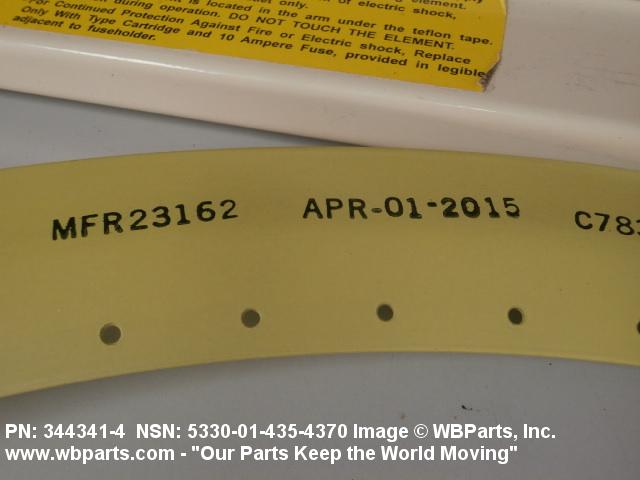 element.
of electric shock,
only.
during operation. DO NOT TOUCH THE ELEMENT.
is located in the arm under the teflon tape.
For Continued Protection Against Fire or Electric shock, Replace
Only With Type Cartridge and 10 Ampere Fuse, provided in legible
adjacent to fuseholder.
MFR23162 APR-01-2015 C783
PN: 344341-4 NSN: 5330-01-435-4370 Image © WBParts, Inc.
www.wbparts.com - "Our Parts Keep the World Moving"